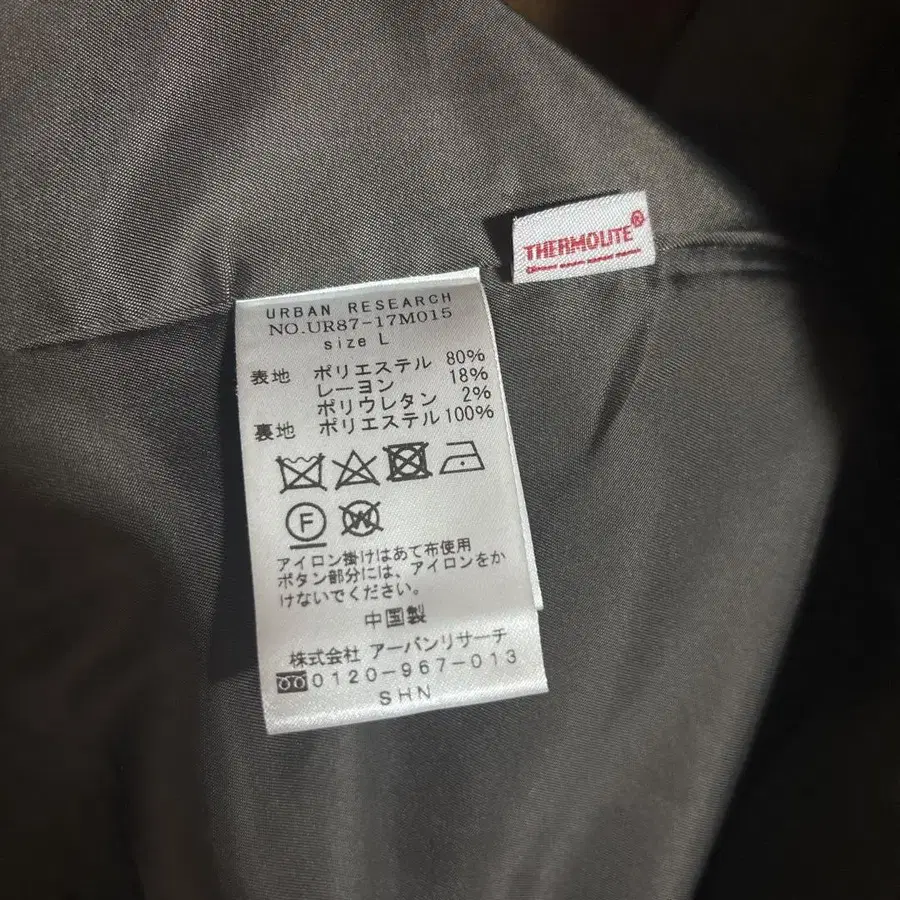 THERMOLITE®
URBAN RESEARCH
NO.UR87-17M015
size L
表地 ポリエステル 80%
レーヨン 18%
ポリウレタン 2%
裏地 ポリエステル 100%
F
W
アイロン掛けはあて布使用
ボタン部分には、アイロンをか
けないでください。
中国製
株式会社 アーバンリサーチ
0120-967-013
SHN